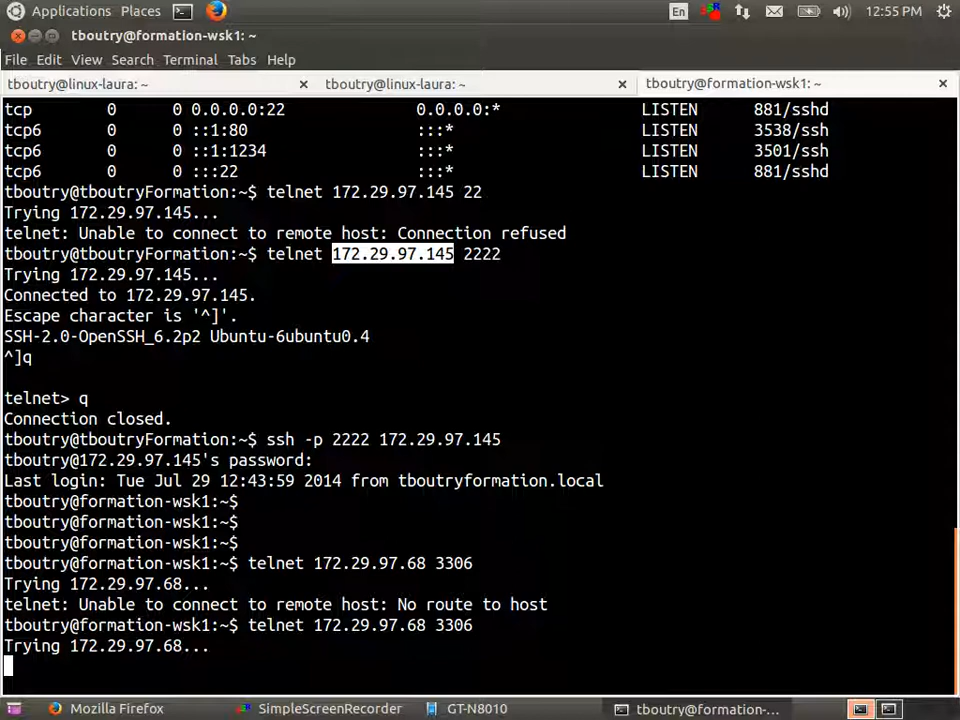 Applications Places En 12:55 PM
tboutry@formation-wsk1: ~
File Edit View Search Terminal Tabs Help
tboutry@linux-laura: ~ × tboutry@linux-laura: ~ × tboutry@formation-wsk1: ~ ×
tcp 0 0 0.0.0.0:22 0.0.0.0:* LISTEN 881/sshd
tcp6 0 0 ::1:80 :::* LISTEN 3538/ssh
tcp6 0 0 ::1:1234 :::* LISTEN 3501/ssh
tcp6 0 0 :::22 :::* LISTEN 881/sshd
tboutry@tboutryFormation:~$ telnet 172.29.97.145 22
Trying 172.29.97.145...
telnet: Unable to connect to remote host: Connection refused
tboutry@tboutryFormation:~$ telnet 172.29.97.145 2222
Trying 172.29.97.145...
Connected to 172.29.97.145.
Escape character is '^]'.
SSH-2.0-OpenSSH_6.2p2 Ubuntu-6ubuntu0.4
^]q
telnet> q
Connection closed.
tboutry@tboutryFormation:~$ ssh -p 2222 172.29.97.145
tboutry@172.29.97.145's password:
Last login: Tue Jul 29 12:43:59 2014 from tboutryformation.local
tboutry@formation-wsk1:~$
tboutry@formation-wsk1:~$
tboutry@formation-wsk1:~$
tboutry@formation-wsk1:~$ telnet 172.29.97.68 3306
Trying 172.29.97.68...
telnet: Unable to connect to remote host: No route to host
tboutry@formation-wsk1:~$ telnet 172.29.97.68 3306
Trying 172.29.97.68...
Mozilla Firefox SimpleScreenRecorder GT-N8010 tboutry@formation-...